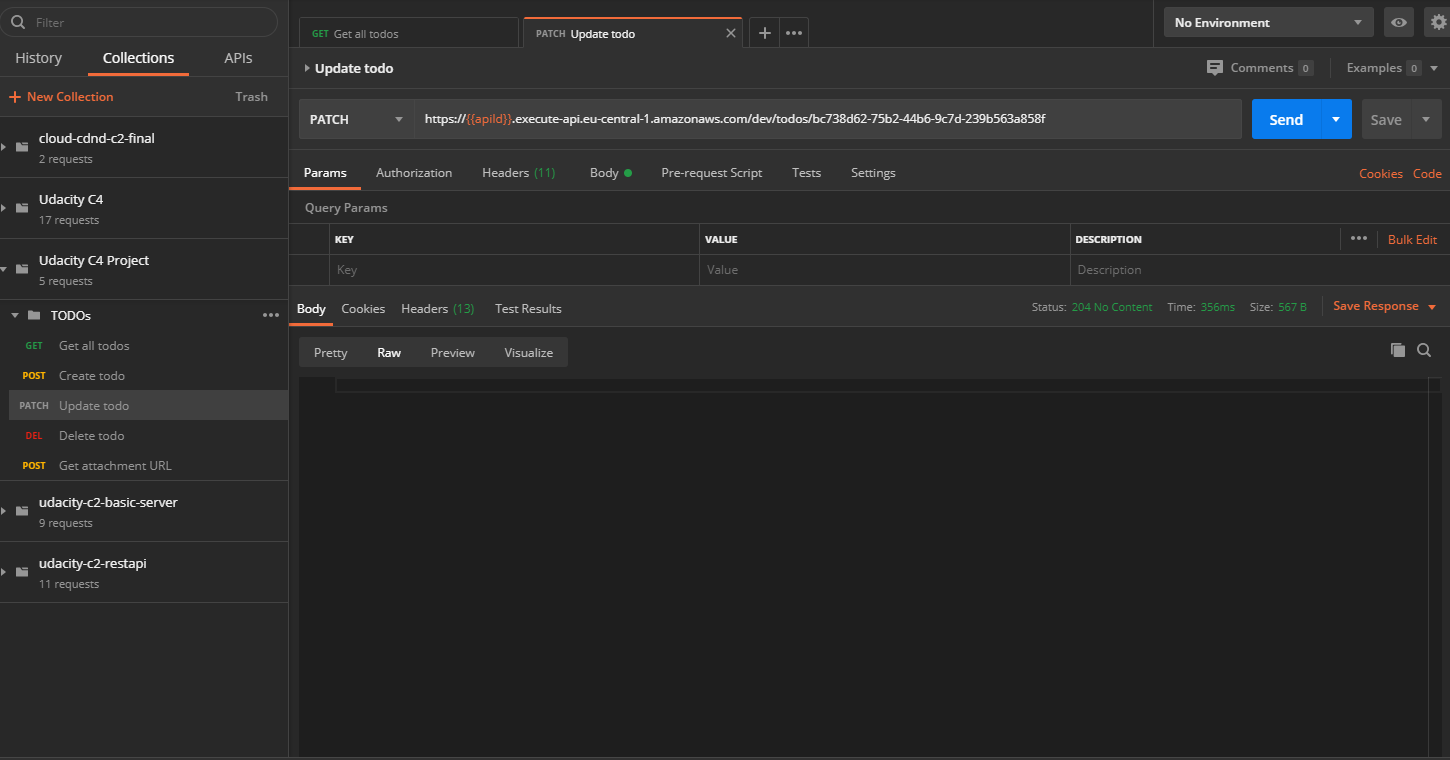 Filter
History Collections APIs
+ New Collection Trash
cloud-cdnd-c2-final
2 requests
Udacity C4
17 requests
Udacity C4 Project
5 requests
TODOs
GET Get all todos
POST Create todo
PATCH Update todo
DEL Delete todo
POST Get attachment URL
udacity-c2-basic-server
9 requests
udacity-c2-restapi
11 requests
GET Get all todos
PATCH Update todo
No Environment
Update todo
Comments 0 Examples 0
PATCH https://{{apiId}}.execute-api.eu-central-1.amazonaws.com/dev/todos/bc738d62-75b2-44b6-9c7d-239b563a858f Send Save
Params Authorization Headers (11) Body Pre-request Script Tests Settings Cookies Code
Query Params
KEY VALUE DESCRIPTION Bulk Edit
Key Value Description
Body Cookies Headers (13) Test Results Status: 204 No Content Time: 356ms Size: 567 B Save Response
Pretty Raw Preview Visualize